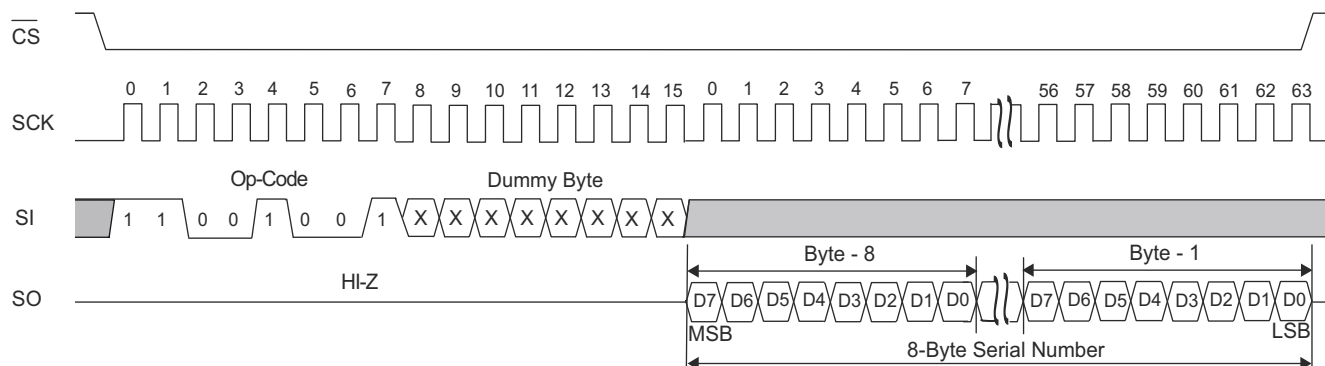 CS
0 1 2 3 4 5 6 7 8 9 10 11 12 13 14 15 0 1 2 3 4 5 6 7 56 57 58 59 60 61 62 63
SCK
Op-Code Dummy Byte
SI 1 1 0 0 1 0 0 1 X X X X X X X X
Byte - 8 Byte - 1
HI-Z
SO D7 D6 D5 D4 D3 D2 D1 D0 D7 D6 D5 D4 D3 D2 D1 D0
MSB LSB
8-Byte Serial Number